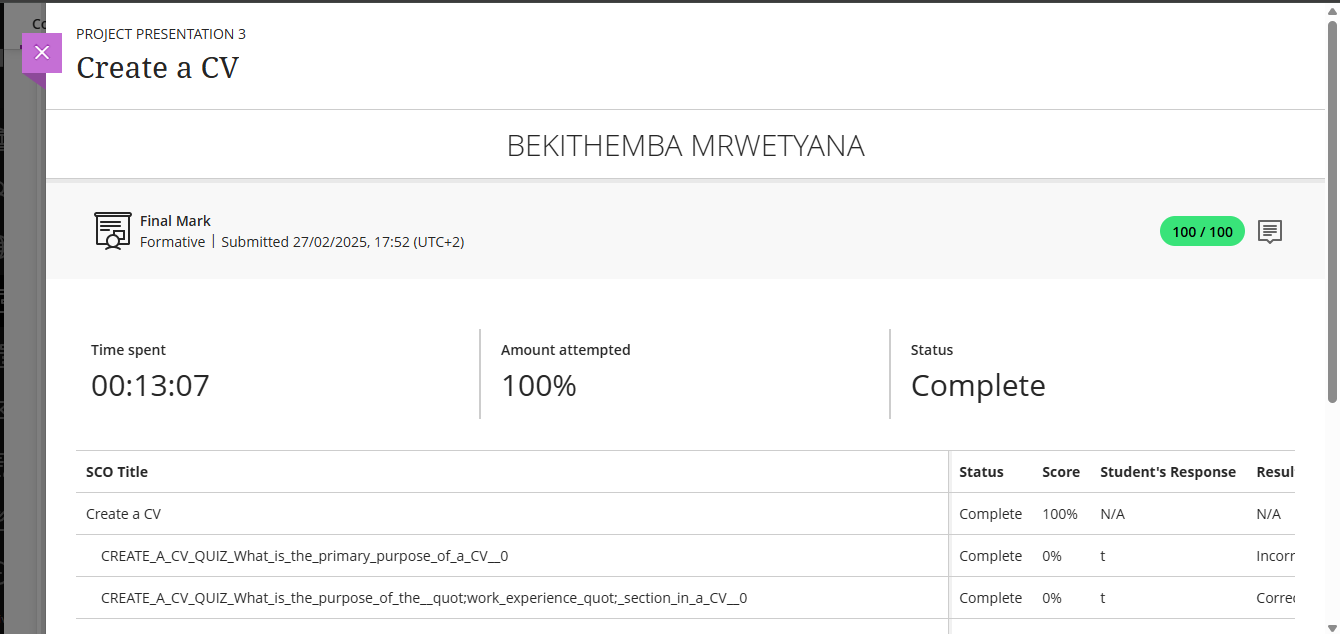 Co
PROJECT PRESENTATION 3
Create a CV
BEKITHEMBA MRWETYANA
Final Mark
Formative | Submitted 27/02/2025, 17:52 (UTC+2)
100 / 100
Time spent
Amount attempted
Status
00:13:07
100%
Complete
SCO Title Status Score Student's Response Resul
Create a CV Complete 100% N/A N/A
CREATE_A_CV_QUIZ_What_is_the_primary_purpose_of_a_CV__0 Complete 0% t Incorr
CREATE_A_CV_QUIZ_What_is_the_purpose_of_the__quot;work_experience_quot;_section_in_a_CV__0 Complete 0% t Correc